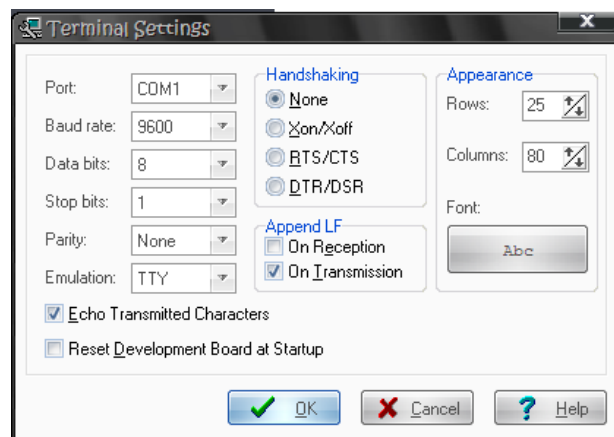 Terminal Settings
x
Port: COM1
Baud rate: 9600
Data bits: 8
Stop bits: 1
Parity: None
Emulation: TTY
Handshaking
None
Xon/Xoff
RTS/CTS
DTR/DSR
Append LF
On Reception
On Transmission
Appearance
Rows: 25
Columns: 80
Font:
Abc
Echo Transmitted Characters
Reset Development Board at Startup
OK
Cancel
? Help